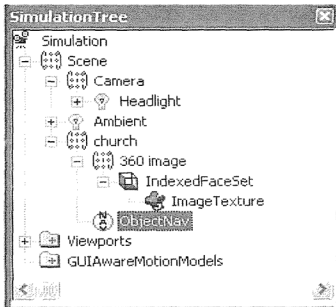 SimulationTree
Simulation
Scene
Camera
Headlight
Ambient
church
360 image
IndexedFaceSet
ImageTexture
ObjectNav
Viewports
GUIAwareMotionModels